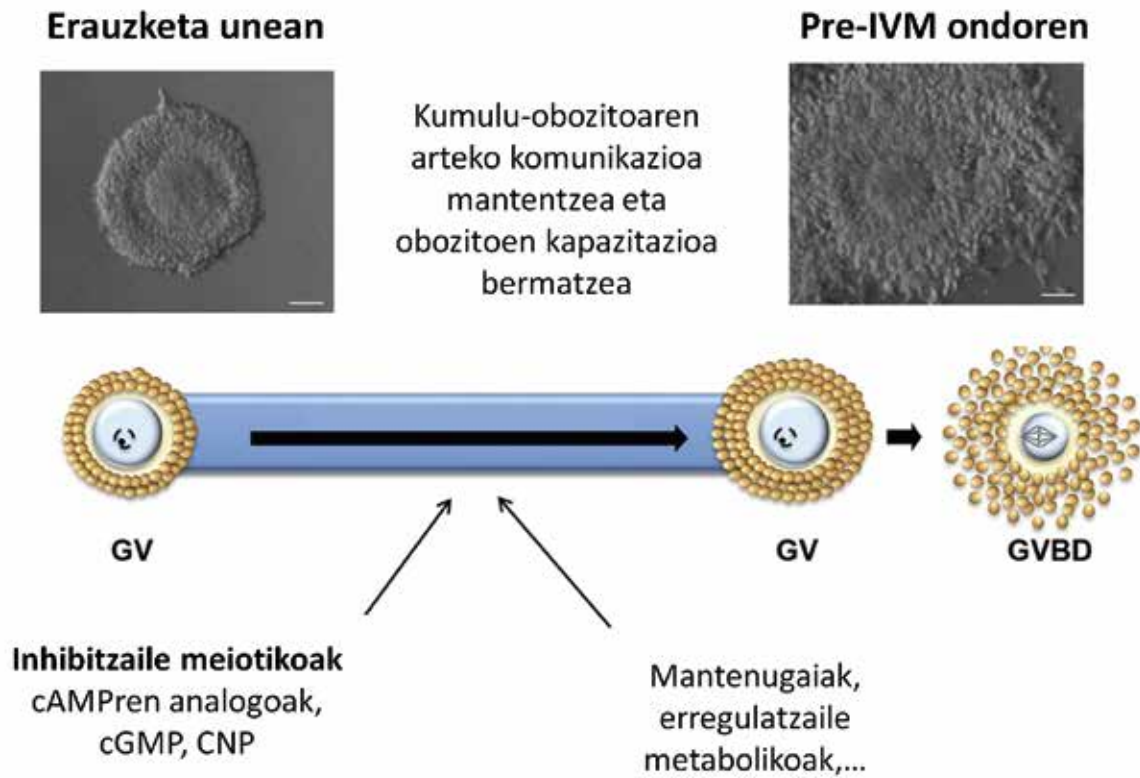 Erauzketa unean
Pre-IVM ondoren
Kumulu-obozitoaren
arteko komunikazioa
mantentzea eta
obozitoen kapazitazioa
bermatzea
GV
GV
GVBD
Inhibitzaile meiotikoak
cAMPren analogoak,
cGMP, CNP
Mantenugaiak,
erregulatzaile
metabolikoak,...